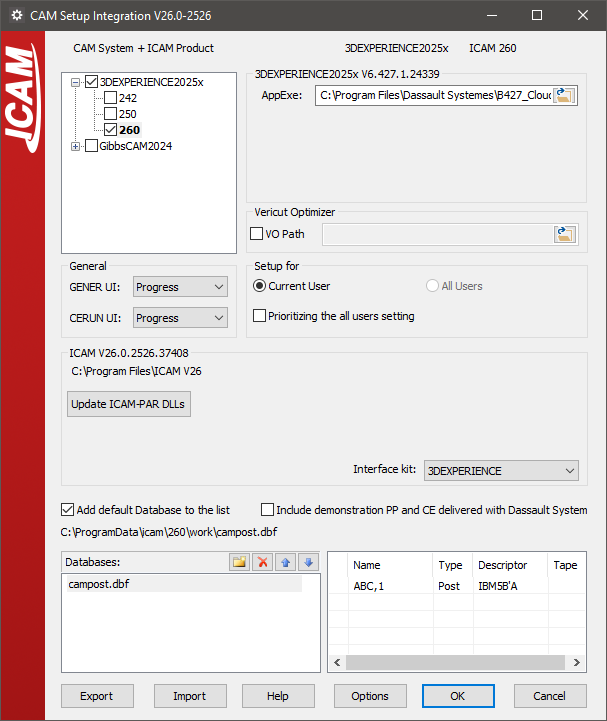 CAM Setup Integration V26.0-2526
ICAM
CAM System + ICAM Product
3DEXPERIENCE2025x ICAM 260
3DEXPERIENCE2025x
242
250
260
GibbsCAM2024
3DEXPERIENCE2025x V6.427.1.24339
AppExe: C:\Program Files\Dassault Systemes\B427_Cloud
Vericut Optimizer
VO Path
General
GENER UI: Progress
CERUN UI: Progress
Setup for
Current User
All Users
Prioritizing the all users setting
ICAM V26.0.2526.37408
C:\Program Files\ICAM V26
Update ICAM-PAR DLLs
Interface kit: 3DEXPERIENCE
Add default Database to the list
Include demonstration PP and CE delivered with Dassault System
C:\ProgramData\icam\260\work\campost.dbf
Databases:
campost.dbf
Name Type Descriptor Tape
ABC,1 Post IBM5B'A
Export Import Help Options OK Cancel